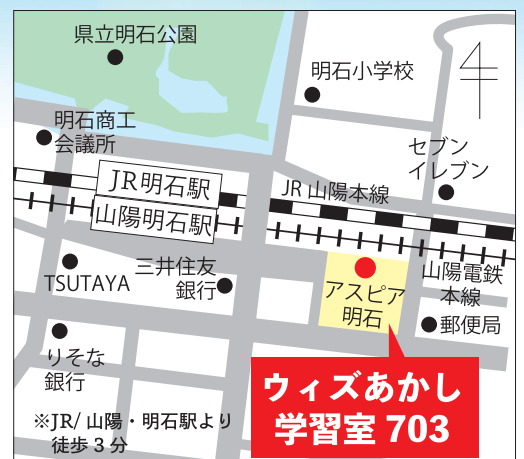 県立明石公園
明石小学校
明石商工
会議所
セブン
イレブン
JR明石駅
JR 山陽本線
山陽明石駅
三井住友
銀行
TSUTAYA
アスピア
明石
山陽電鉄
本線
郵便局
りそな
銀行
ウィズあかし
学習室 703
※JR/ 山陽・明石駅より
徒歩 3 分